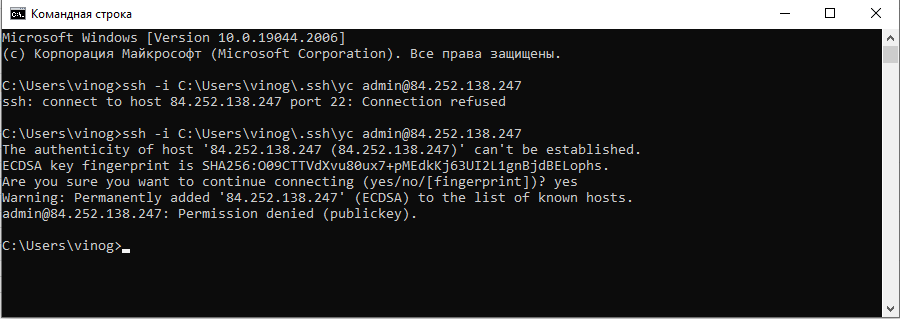 Командная строка
Microsoft Windows [Version 10.0.19044.2006]
(c) Корпорация Майкрософт (Microsoft Corporation). Все права защищены.
C:\Users\vinog>ssh -i C:\Users\vinog\.ssh\yc admin@84.252.138.247
ssh: connect to host 84.252.138.247 port 22: Connection refused
C:\Users\vinog>ssh -i C:\Users\vinog\.ssh\yc admin@84.252.138.247
The authenticity of host '84.252.138.247 (84.252.138.247)' can't be established.
ECDSA key fingerprint is SHA256:O09CTTVdXvu80ux7+pMEdkKj63UI2L1gnBjdBELophs.
Are you sure you want to continue connecting (yes/no/[fingerprint])? yes
Warning: Permanently added '84.252.138.247' (ECDSA) to the list of known hosts.
admin@84.252.138.247: Permission denied (publickey).
C:\Users\vinog>